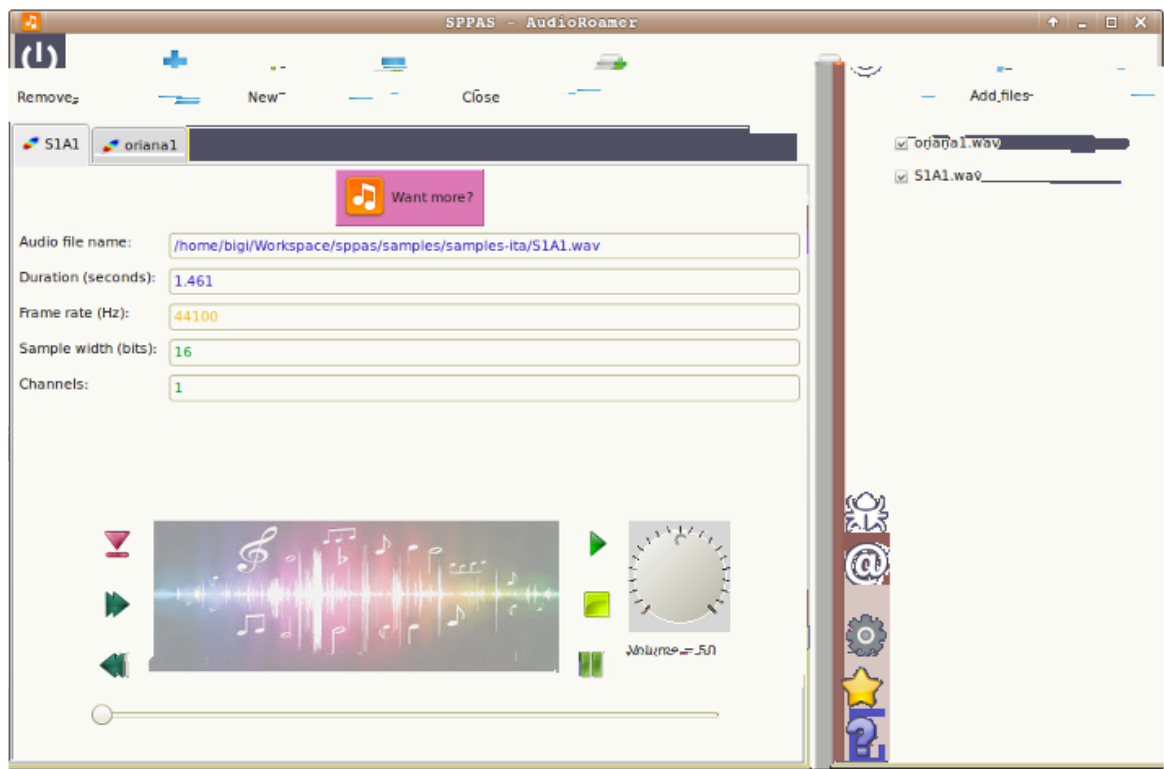 SPPAS - AudioRoamer
Remove New Close Add files
S1A1 oriana1
oriana1.wav
S1A1.wav
Want more?
Audio file name: /home/bigi/Workspace/sppas/samples/samples-ita/S1A1.wav
Duration (seconds): 1.461
Frame rate (Hz): 44100
Sample width (bits): 16
Channels: 1
Volume = 50